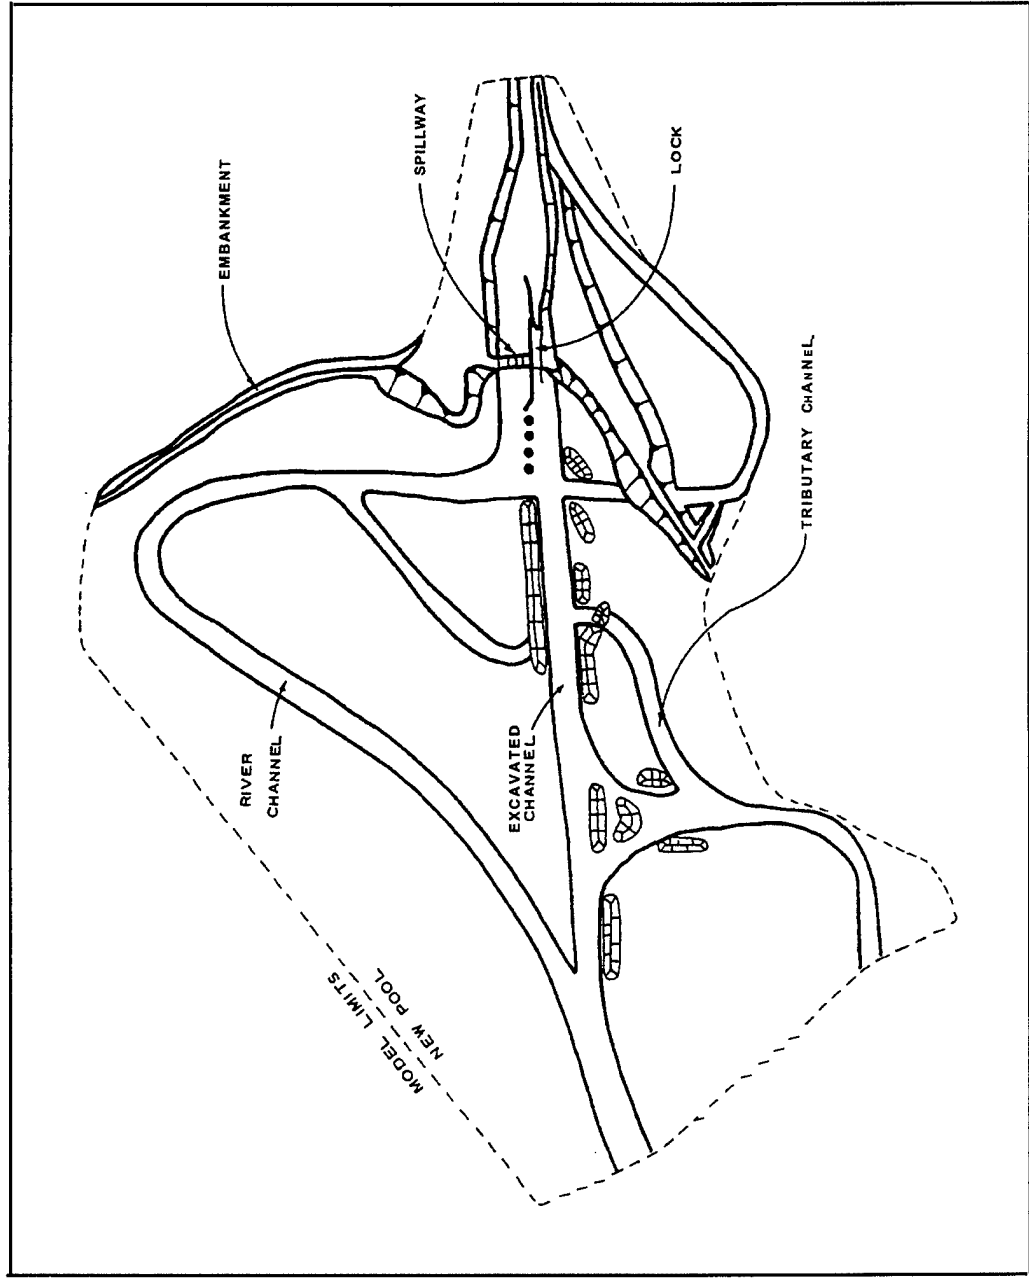 EMBANKMENT
SPILLWAY
LOCK
TRIBUTARY CHANNEL
RIVER
CHANNEL
EXCAVATED
CHANNEL
MODEL LIMITS
NEW POOL